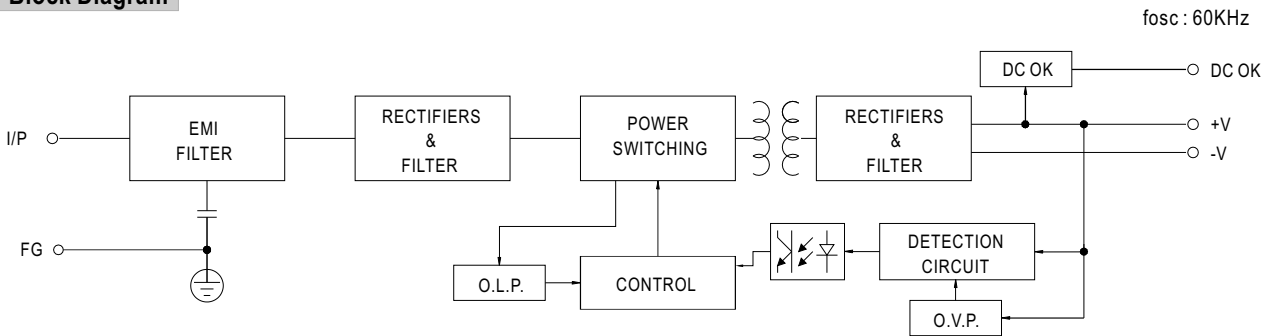 Block Diagram
fosc : 60KHz
DC OK
DC OK
I/P
EMI
FILTER
RECTIFIERS
&
FILTER
POWER
SWITCHING
RECTIFIERS
&
FILTER
+V
-V
FG
O.L.P.
CONTROL
DETECTION
CIRCUIT
O.V.P.